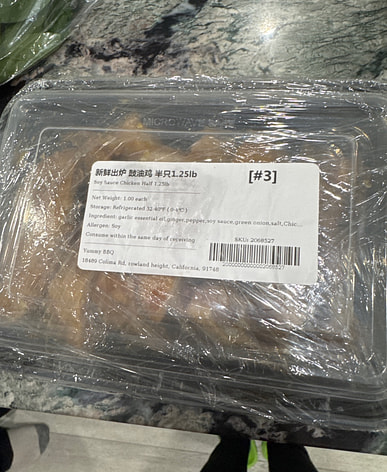 MICROWAVE
新鲜出炉 鼓油鸡 半只1.25lb
[#3]
Soy Sauce Chicken Half 1.25lb
Net Weight: 1.00 each
Storage: Refrigerated 32-40°F ( 0-4°C)
Ingredient: garlic essential oil,ginger,pepper,soy sauce,green onion,salt,Chic...
Allergen: Soy
Consume within the same day of receiving
SKU: 2068527
Yummy BBQ
18489 Colima Rd, rowland height, California, 91748